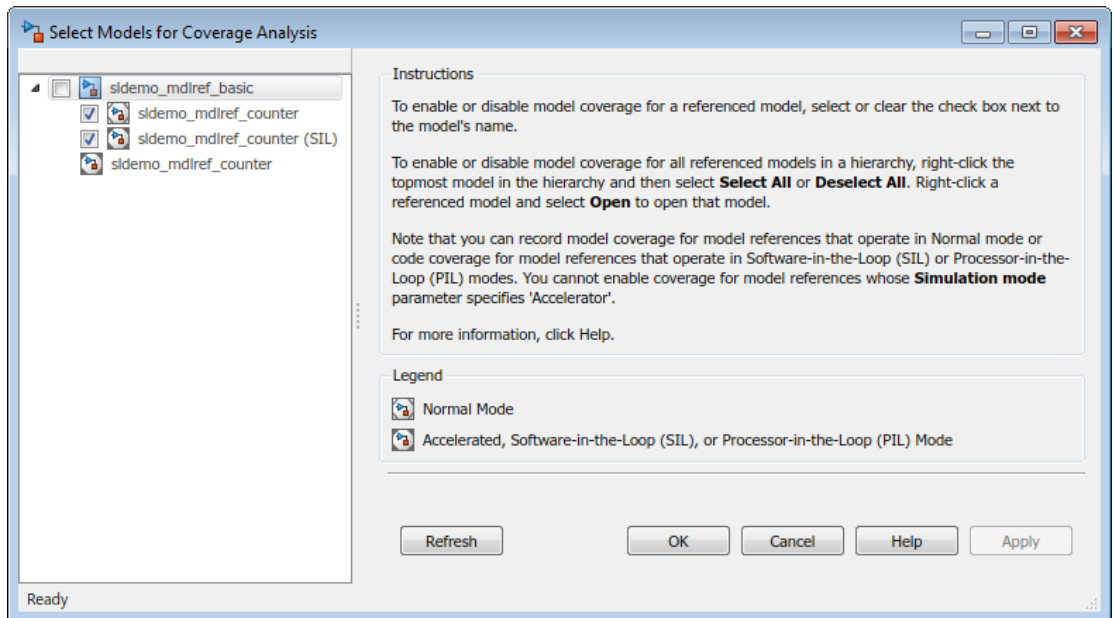 Select Models for Coverage Analysis
sldemo_mdlref_basic
sldemo_mdlref_counter
sldemo_mdlref_counter (SIL)
sldemo_mdlref_counter
Instructions
To enable or disable model coverage for a referenced model, select or clear the check box next to
the model's name.
To enable or disable model coverage for all referenced models in a hierarchy, right-click the
topmost model in the hierarchy and then select Select All or Deselect All. Right-click a
referenced model and select Open to open that model.
Note that you can record model coverage for model references that operate in Normal mode or
code coverage for model references that operate in Software-in-the-Loop (SIL) or Processor-in-the-
Loop (PIL) modes. You cannot enable coverage for model references whose Simulation mode
parameter specifies 'Accelerator'.
For more information, click Help.
Legend
Normal Mode
Accelerated, Software-in-the-Loop (SIL), or Processor-in-the-Loop (PIL) Mode
Refresh OK Cancel Help Apply
Ready